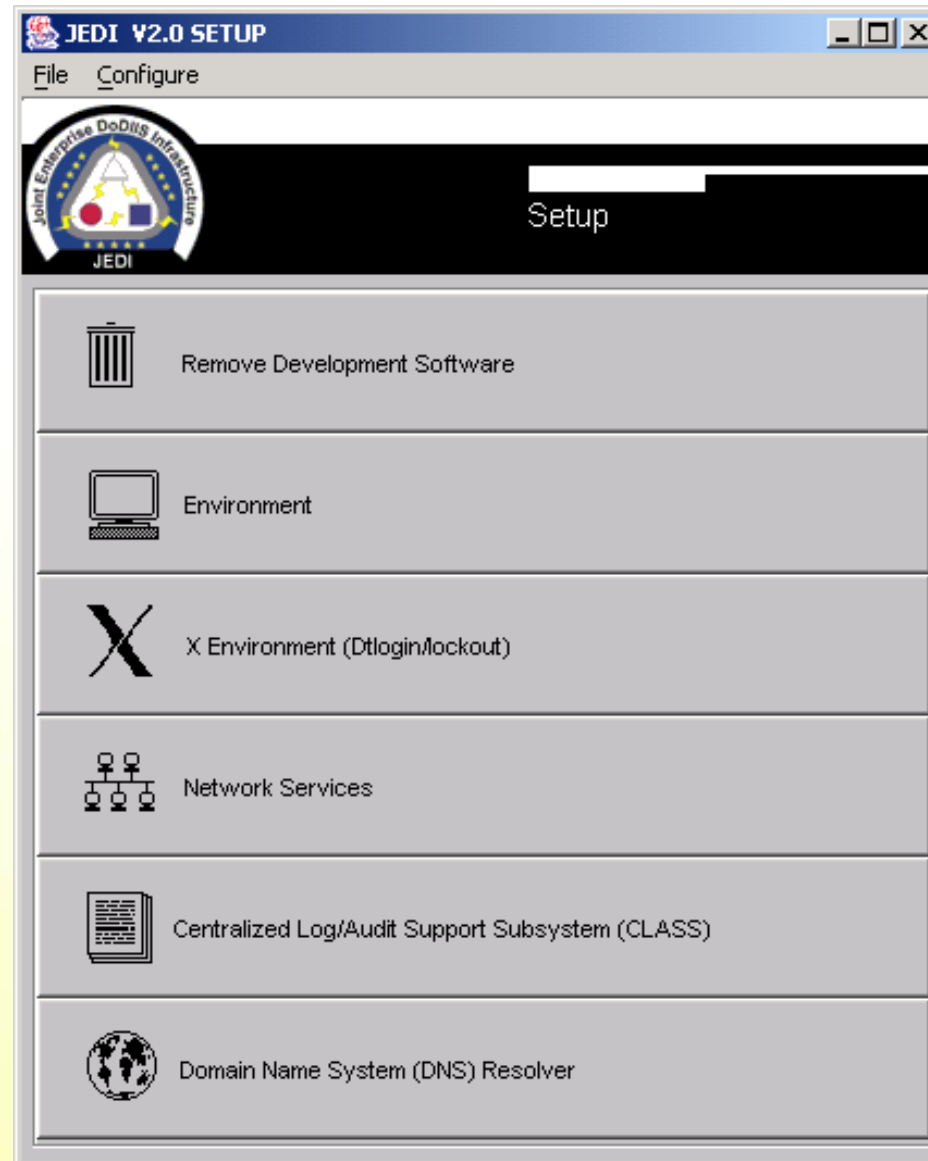 JEDI V2.0 SETUP
File Configure
Joint Enterprise DoDIIS Infrastructure
JEDI
Setup
Remove Development Software
Environment
X Environment (Dtlogin/lockout)
Network Services
Centralized Log/Audit Support Subsystem (CLASS)
Domain Name System (DNS) Resolver